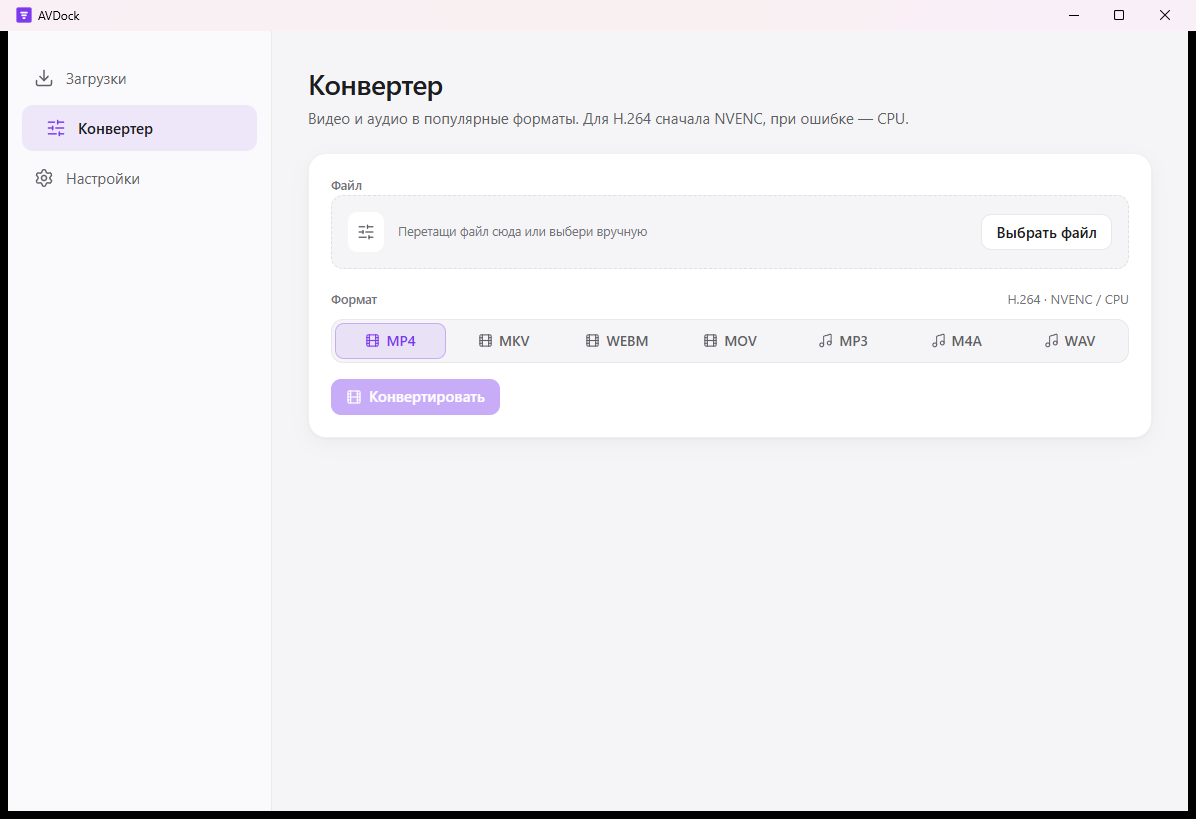 AVDock
Загрузки
Конвертер
Настройки
Конвертер
Видео и аудио в популярные форматы. Для H.264 сначала NVENC, при ошибке — CPU.
Файл
Перетащи файл сюда или выбери вручную
Выбрать файл
Формат
H.264 · NVENC / CPU
MP4
MKV
WEBM
MOV
MP3
M4A
WAV
Конвертировать